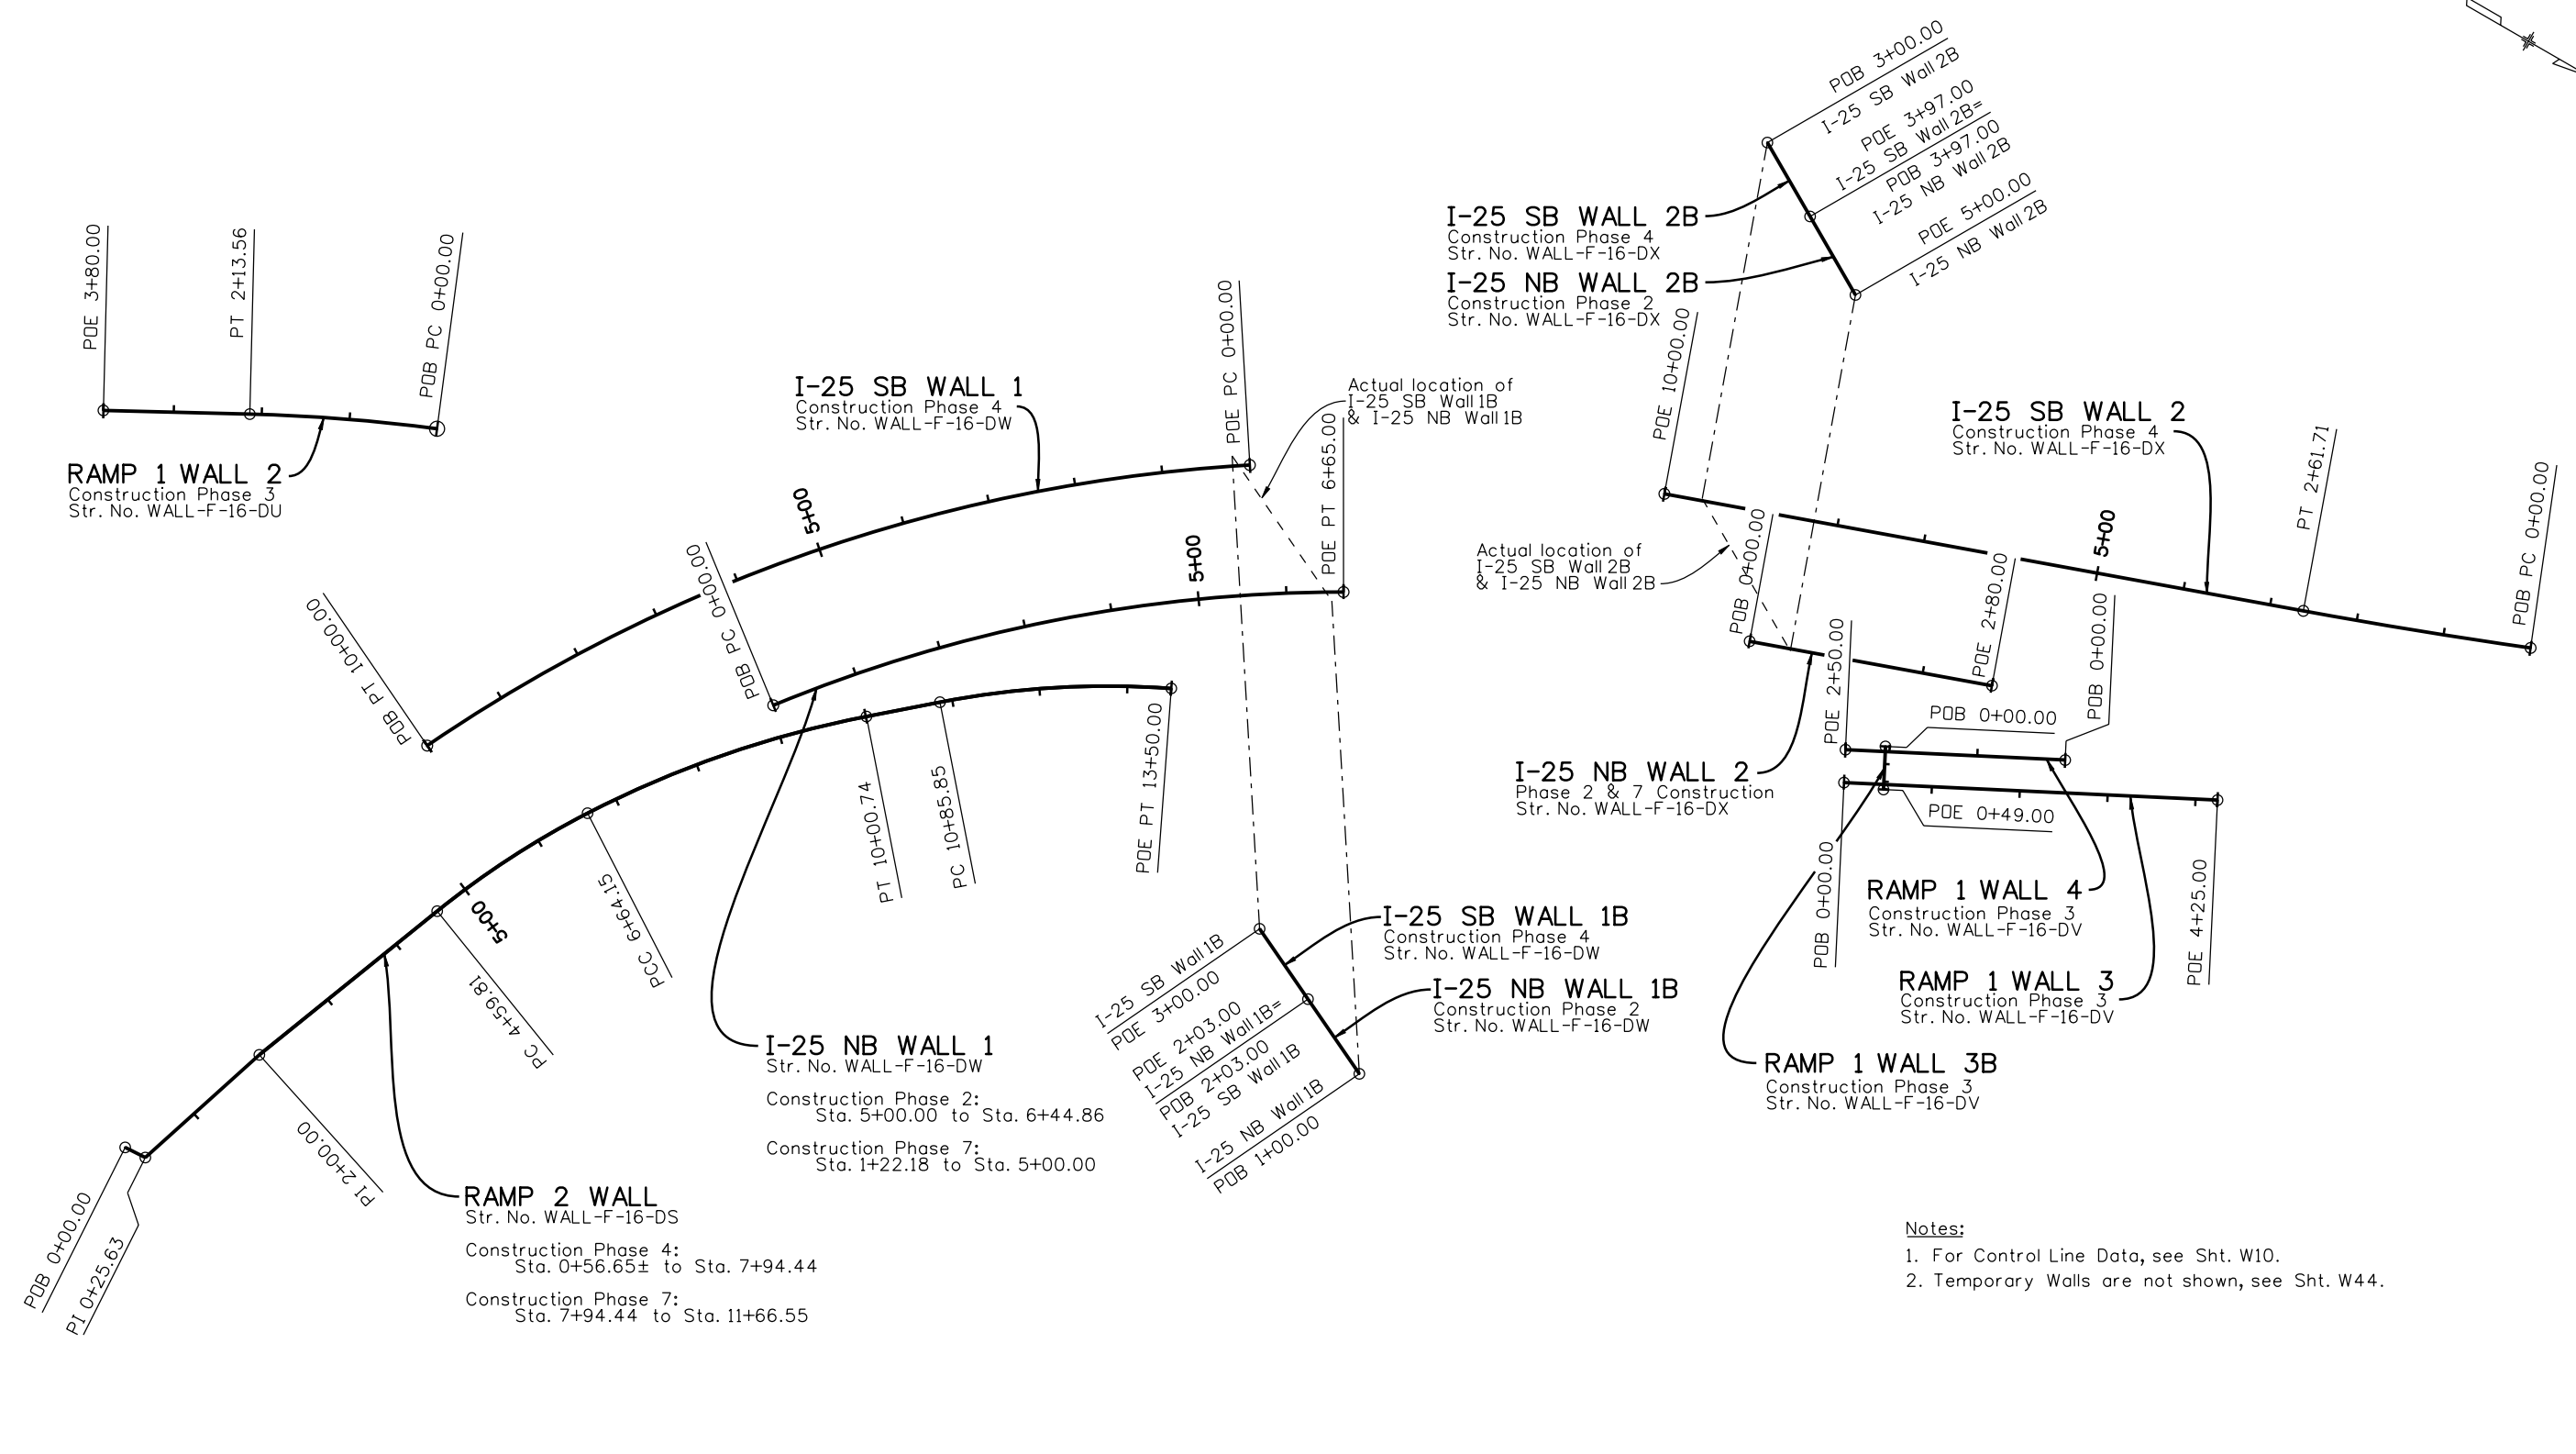 POE 3+80.00
PT 2+13.56
POB PC 0+00.00
RAMP 1 WALL 2
Construction Phase 3
Str. No. WALL-F-16-DU
I-25 SB WALL 1
Construction Phase 4
Str. No. WALL-F-16-DW
5+00
POB PT 10+00.00
POE PC 0+00.00
Actual location of
I-25 SB Wall 1B
& I-25 NB Wall 1B
POE PT 6+65.00
POB PC 0+00.00
5+00
I-25 NB WALL 1
Str. No. WALL-F-16-DW
Construction Phase 2:
Sta. 5+00.00 to Sta. 6+44.86
Construction Phase 7:
Sta. 1+22.18 to Sta. 5+00.00
POB 0+00.00
PI 0+25.63
PI 2+00.00
PC 4+59.81
5+00
PCC 6+64.15
PT 10+00.74
PC 10+85.85
POE PT 13+50.00
RAMP 2 WALL
Str. No. WALL-F-16-DS
Construction Phase 4:
Sta. 0+56.65± to Sta. 7+94.44
Construction Phase 7:
Sta. 7+94.44 to Sta. 11+66.55
I-25 SB Wall 1B
POE 3+00.00
POE 2+03.00
I-25 NB Wall 1B=
POB 2+03.00
I-25 SB Wall 1B
I-25 NB Wall 1B
POB 1+00.00
I-25 SB WALL 1B
Construction Phase 4
Str. No. WALL-F-16-DW
I-25 NB WALL 1B
Construction Phase 2
Str. No. WALL-F-16-DW
POB 3+00.00
I-25 SB Wall 2B
POE 3+97.00
I-25 SB Wall 2B=
POB 3+97.00
I-25 NB Wall 2B
POE 5+00.00
I-25 NB Wall 2B
I-25 SB WALL 2B
Construction Phase 4
Str. No. WALL-F-16-DX
I-25 NB WALL 2B
Construction Phase 2
Str. No. WALL-F-16-DX
POE 10+00.00
Actual location of
I-25 SB Wall 2B
& I-25 NB Wall 2B
I-25 SB WALL 2
Construction Phase 4
Str. No. WALL-F-16-DX
5+00
PT 2+61.71
POB PC 0+00.00
POB 0+00.00
POE 2+80.00
I-25 NB WALL 2
Phase 2 & 7 Construction
Str. No. WALL-F-16-DX
POE 2+50.00
POB 0+00.00
POB 0+00.00
POE 0+49.00
POB 0+00.00
POE 4+25.00
RAMP 1 WALL 4
Construction Phase 3
Str. No. WALL-F-16-DV
RAMP 1 WALL 3
Construction Phase 3
Str. No. WALL-F-16-DV
RAMP 1 WALL 3B
Construction Phase 3
Str. No. WALL-F-16-DV
Notes:
1. For Control Line Data, see Sht. W10.
2. Temporary Walls are not shown, see Sht. W44.